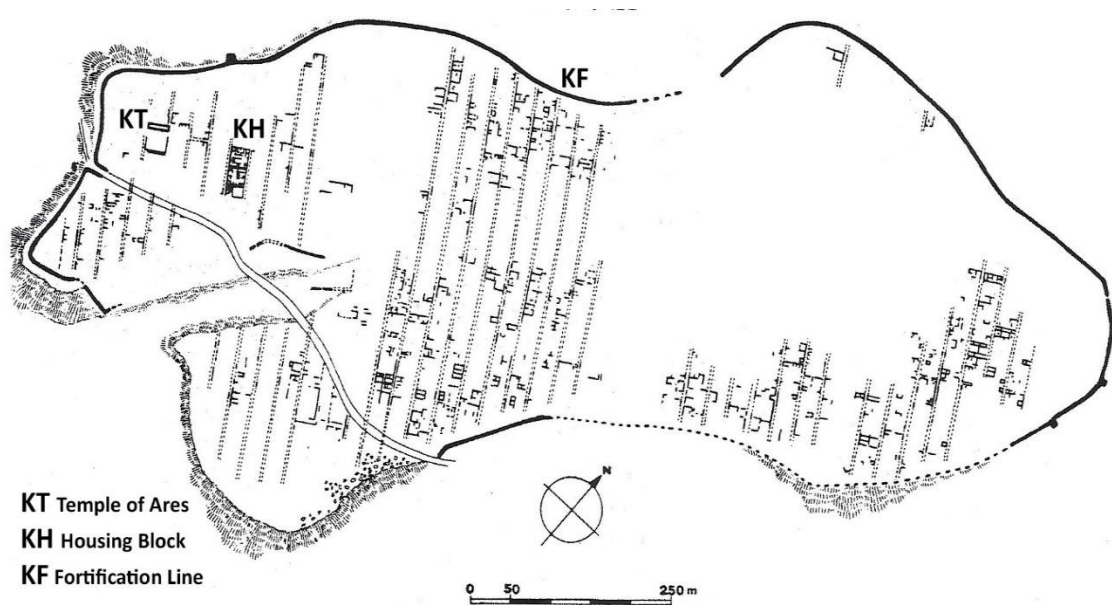 KF
KT
KH
N
KT Temple of Ares
KH Housing Block
KF Fortification Line
0 50 250 m